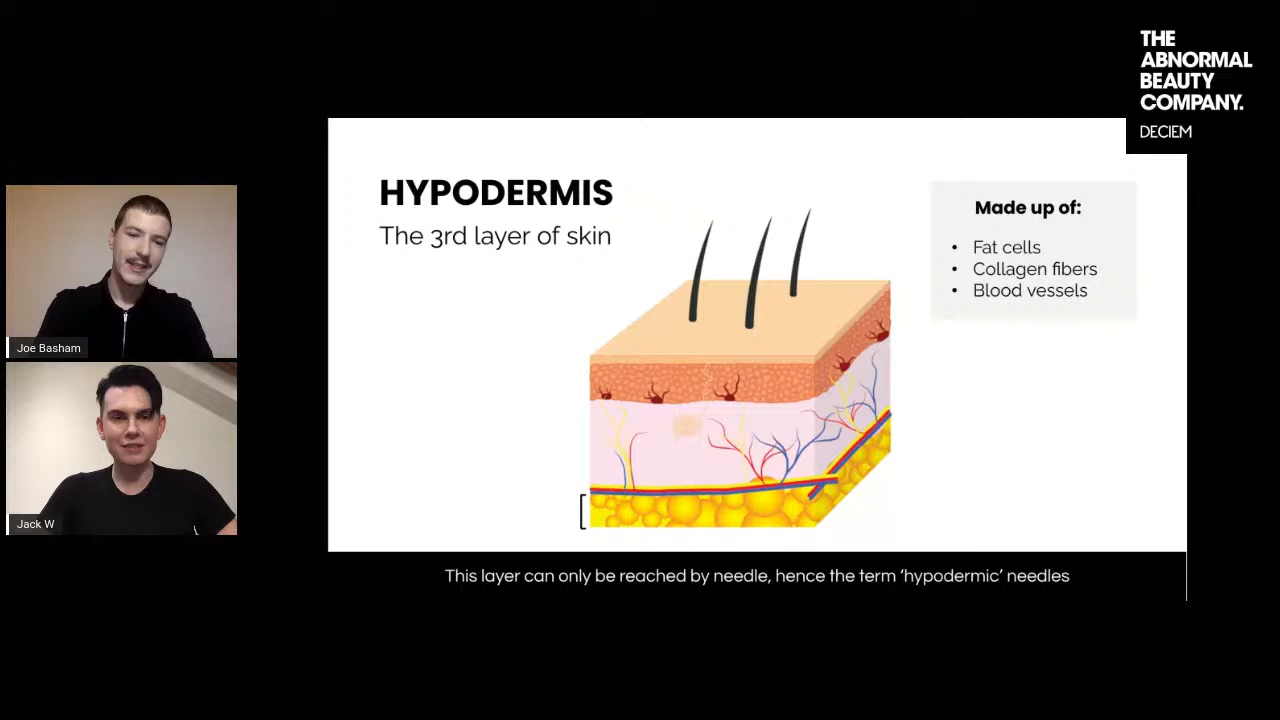 THE
ABNORMAL
BEAUTY
COMPANY.
DECIEM
HYPODERMIS
The 3rd layer of skin
Made up of:
• Fat cells
• Collagen fibers
• Blood vessels
Joe Basham
Jack W
This layer can only be reached by needle, hence the term ‘hypodermic’ needles